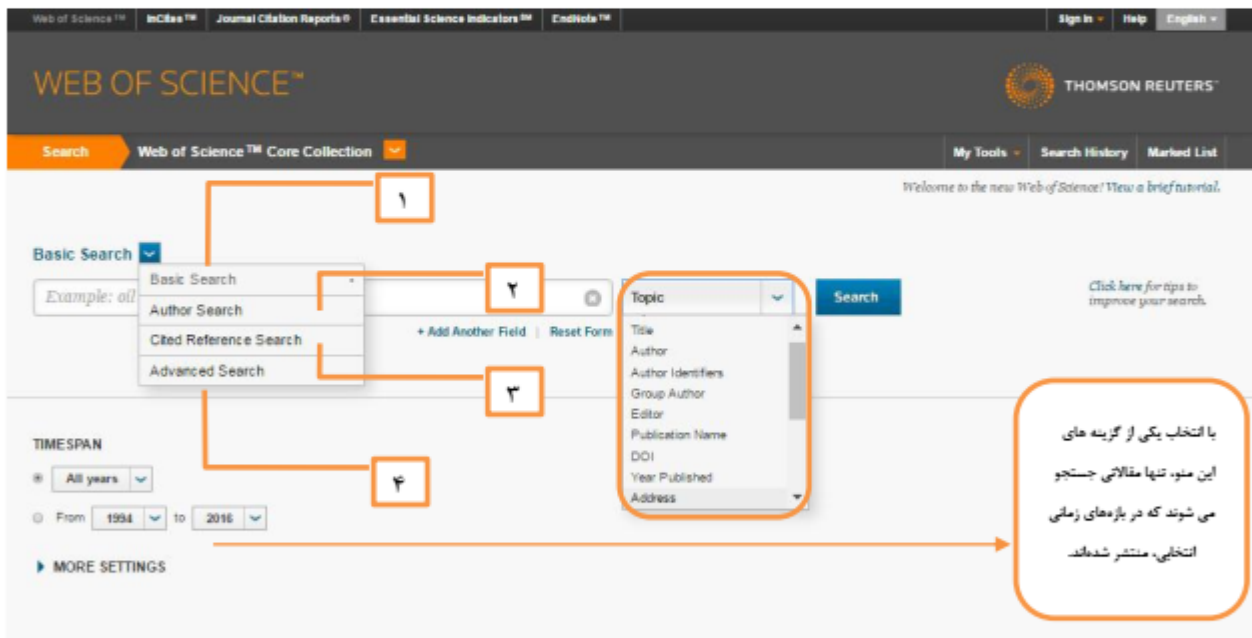 Web of Science™ InCites™ Journal Citation Reports® Essential Science Indicators℠ EndNote™ Sign In Help English
WEB OF SCIENCE™
THOMSON REUTERS™
Search Web of Science™ Core Collection My Tools Search History Marked List
Welcome to the new Web of Science! View a brief tutorial.
۱
Basic Search
Basic Search
Example: oil
Author Search
Cited Reference Search
Advanced Search
۲
Topic
Search
Click here for tips to
improve your search.
+ Add Another Field | Reset Form
Title
Author
Author Identifiers
Group Author
Editor
Publication Name
DOI
Year Published
Address
۳
۴
TIMESPAN
All years
From 1994 to 2016
MORE SETTINGS
با انتخاب یکی از گزینه های
این منو، تنها مقالاتی جستجو
می شوند که در بازه‌های زمانی
انتخابی، منتشر شده‌اند.